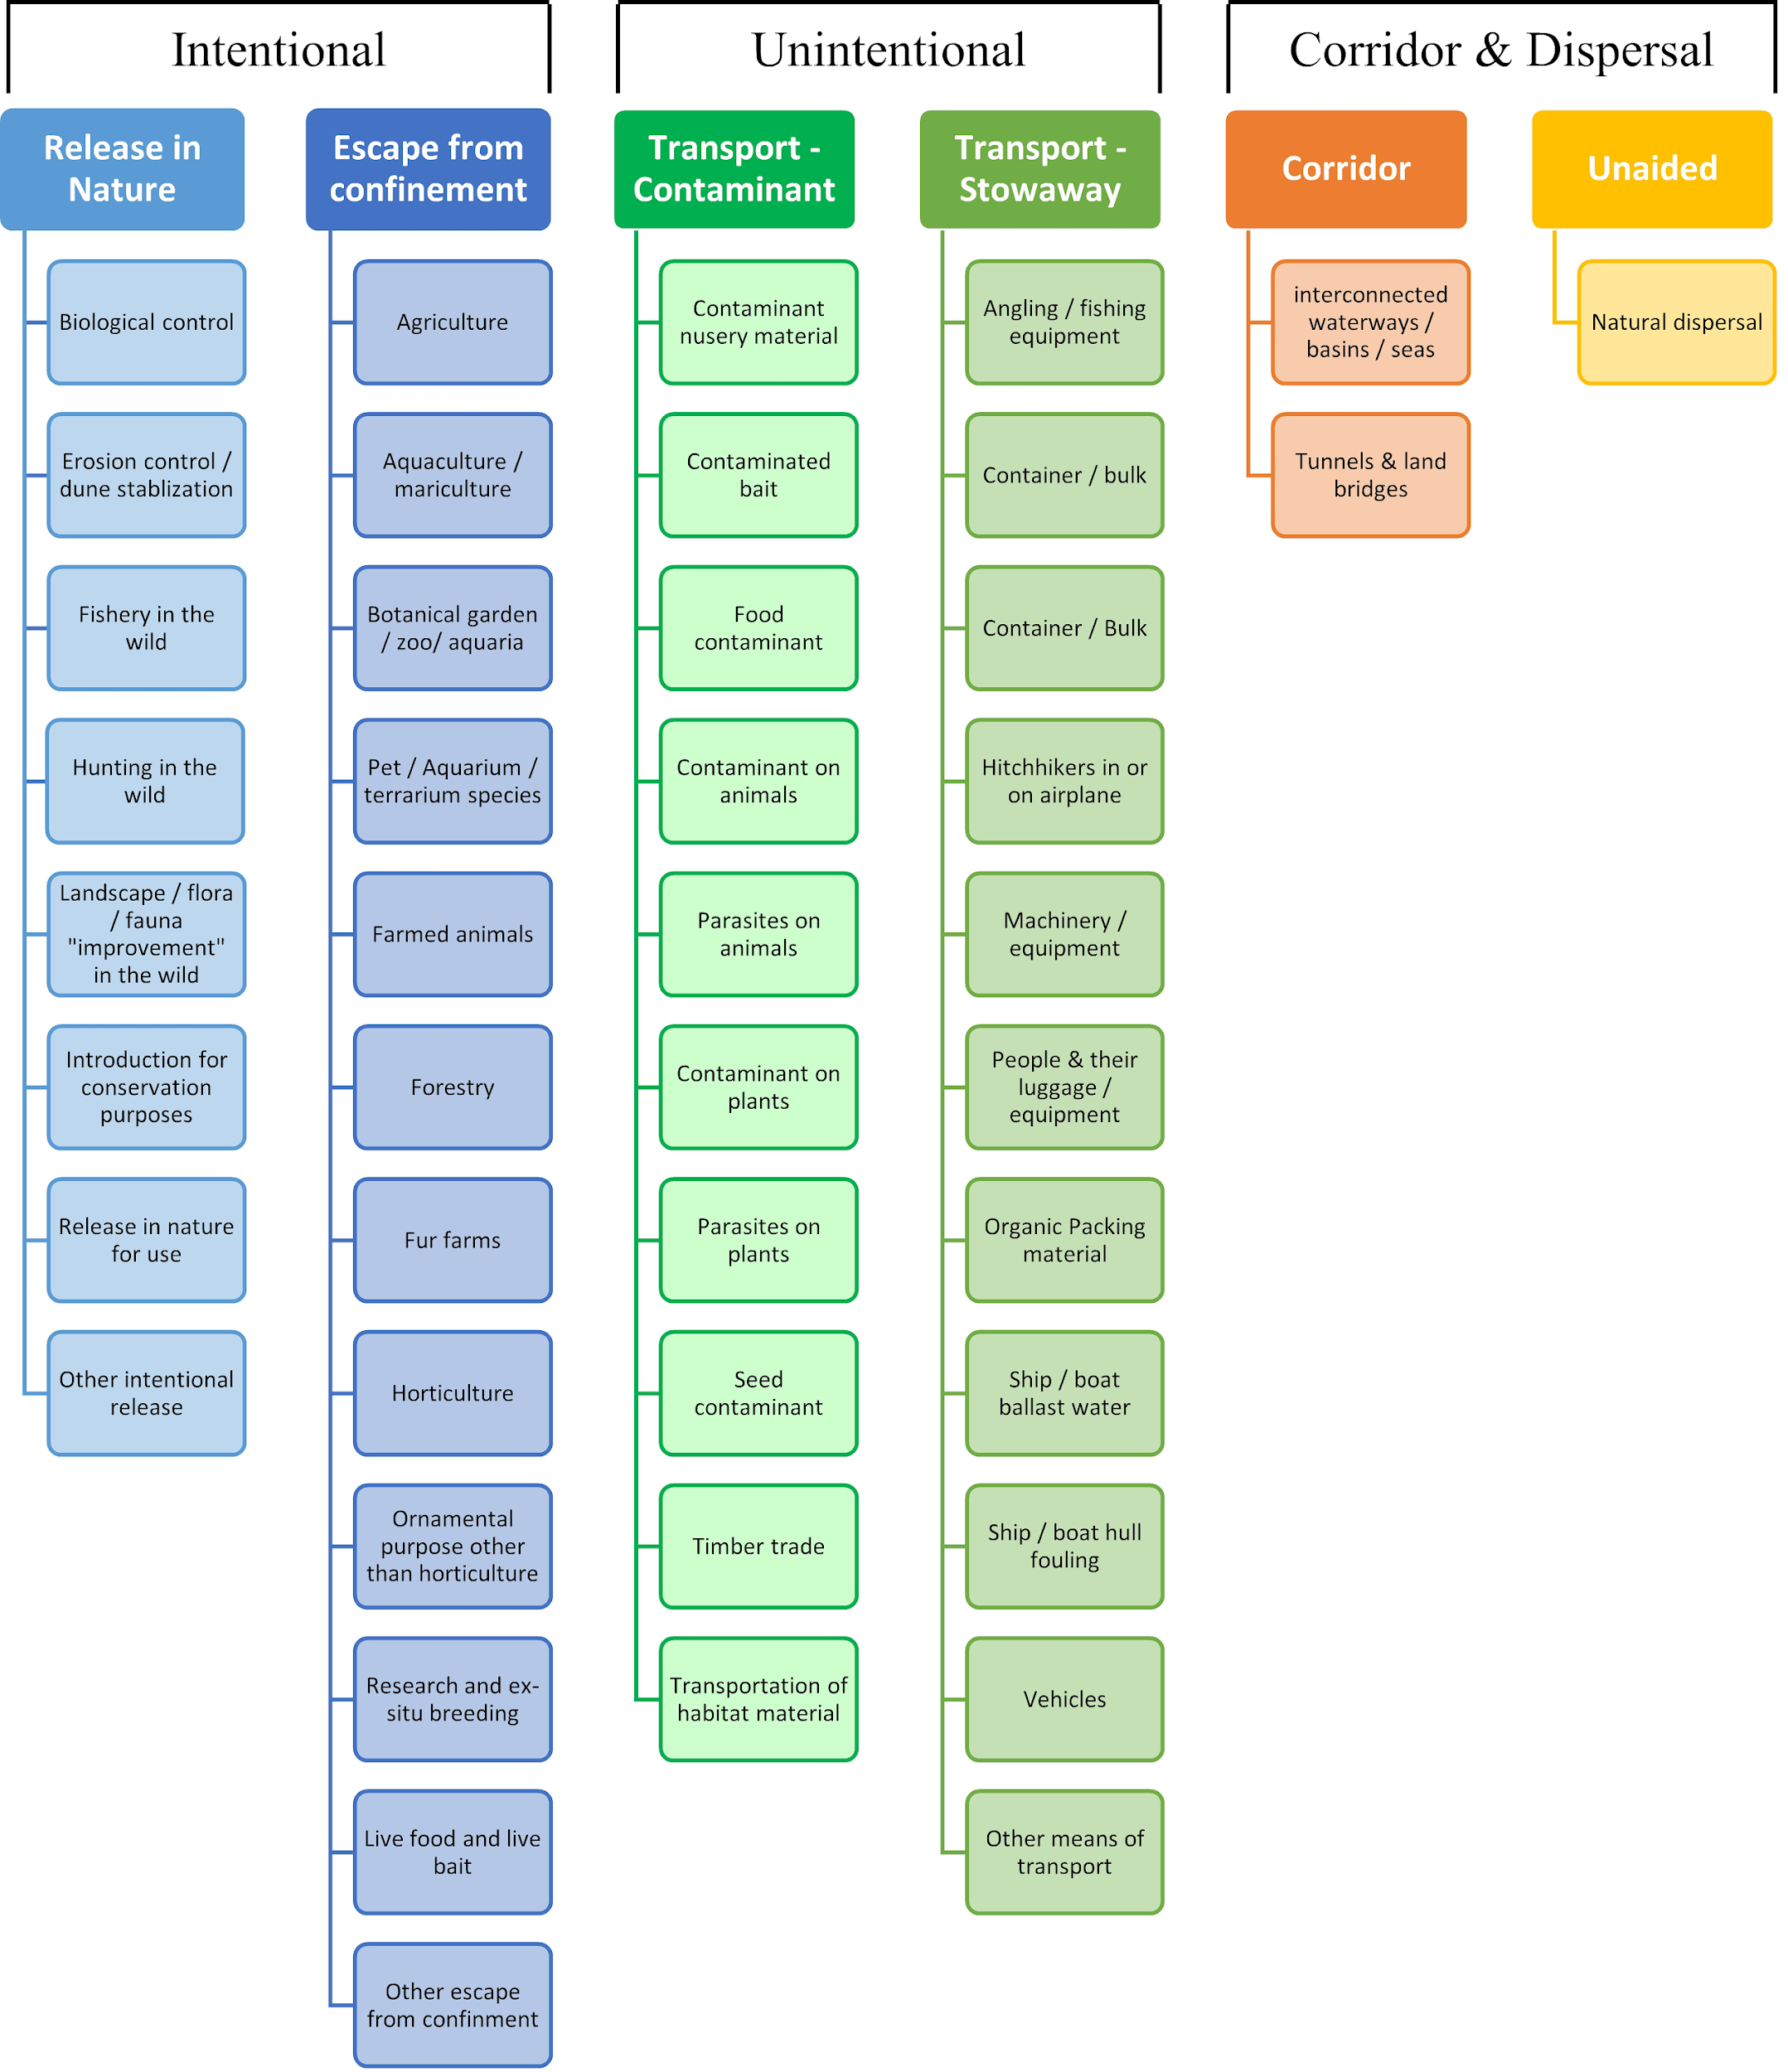 Intentional
Unintentional
Corridor & Dispersal
Release in
Nature
Biological control
Erosion control /
dune stablization
Fishery in the
wild
Hunting in the
wild
Landscape / flora
/ fauna
"improvement"
in the wild
Introduction for
conservation
purposes
Release in nature
for use
Other intentional
release
Escape from
confinement
Agriculture
Aquaculture /
mariculture
Botanical garden
/ zoo/ aquaria
Pet / Aquarium /
terrarium species
Farmed animals
Forestry
Fur farms
Horticulture
Ornamental
purpose other
than horticulture
Research and ex-
situ breeding
Live food and live
bait
Other escape
from confinment
Transport -
Contaminant
Contaminant
nusery material
Contaminated
bait
Food
contaminant
Contaminant on
animals
Parasites on
animals
Contaminant on
plants
Parasites on
plants
Seed
contaminant
Timber trade
Transportation of
habitat material
Transport -
Stowaway
Angling / fishing
equipment
Container / bulk
Container / Bulk
Hitchhikers in or
on airplane
Machinery /
equipment
People & their
luggage /
equipment
Organic Packing
material
Ship / boat
ballast water
Ship / boat hull
fouling
Vehicles
Other means of
transport
Corridor
interconnected
waterways /
basins / seas
Tunnels & land
bridges
Unaided
Natural dispersal